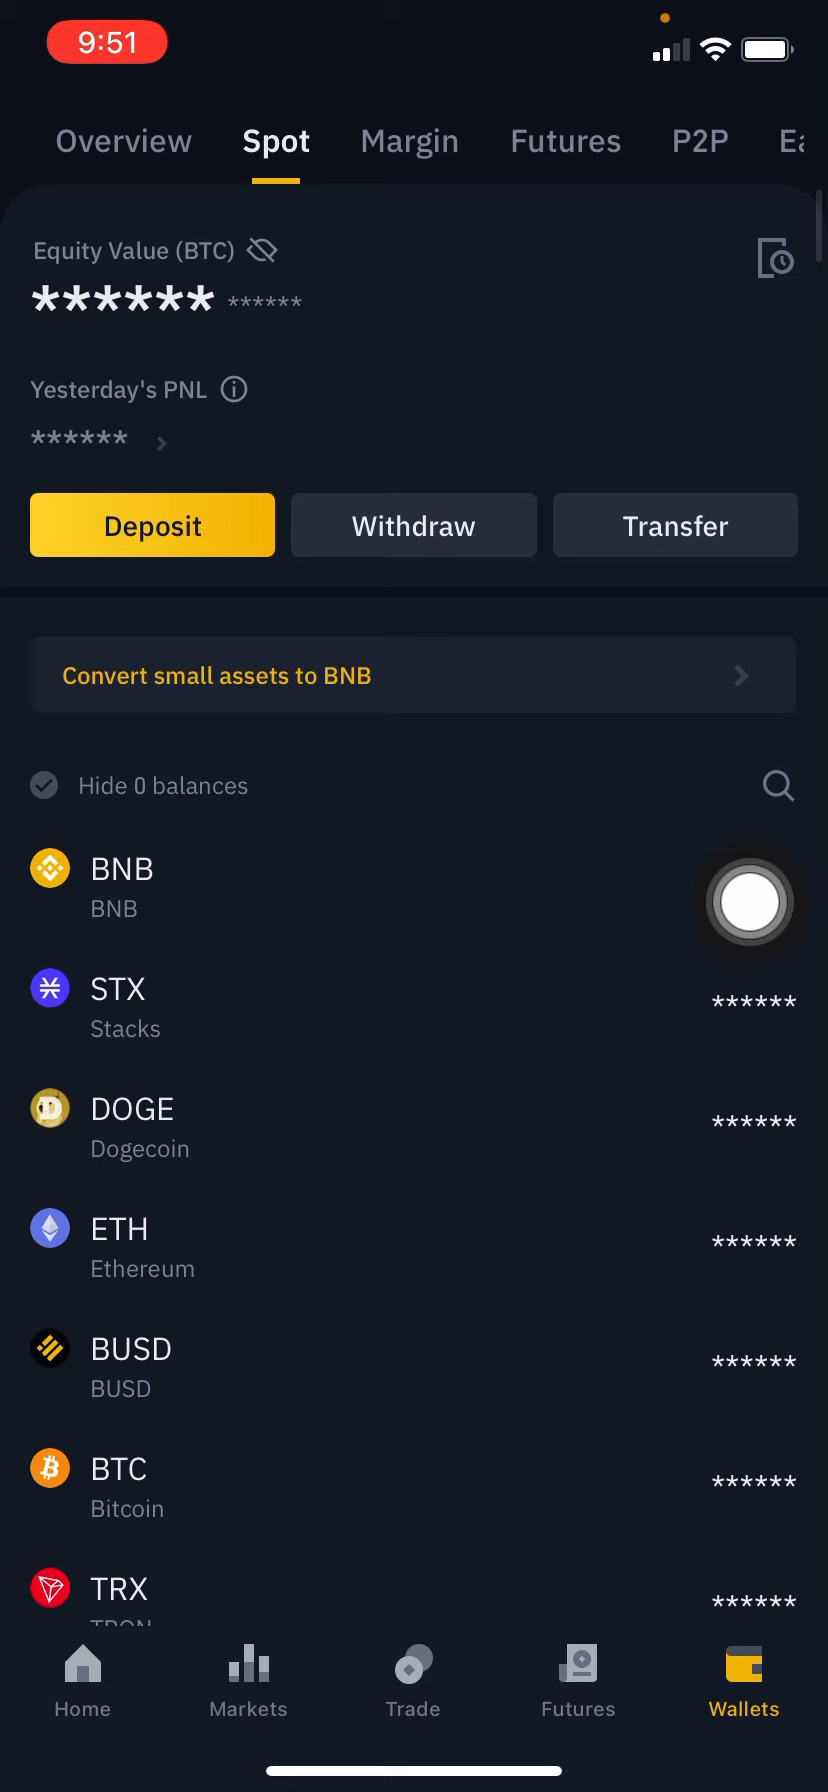 9:51
Overview Spot Margin Futures P2P
Equity Value (BTC)
****** ******
Yesterday's PNL
******
Deposit Withdraw Transfer
Convert small assets to BNB
Hide 0 balances
BNB
BNB
STX
Stacks
******
DOGE
Dogecoin
******
ETH
Ethereum
******
BUSD
BUSD
******
BTC
Bitcoin
******
TRX
TRON
******
Home Markets Trade Futures Wallets